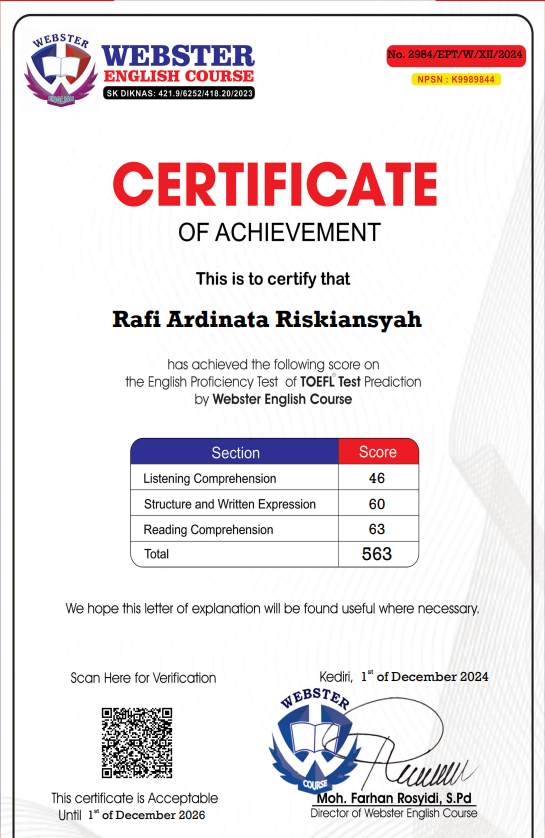 WEBSTER
ENGLISH
WEBSTER
ENGLISH COURSE
SK DIKNAS: 421.9/6252/418.20/2023
No. 2984/EPT/W/XII/2024
NPSN : K9989844
CERTIFICATE
OF ACHIEVEMENT
This is to certify that
Rafi Ardinata Riskiansyah
has achieved the following score on
the English Proficiency Test of TOEFL® Test Prediction
by Webster English Course
Section Score
Listening Comprehension 46
Structure and Written Expression 60
Reading Comprehension 63
Total 563
We hope this letter of explanation will be found useful where necessary.
Scan Here for Verification
Kediri, 1st of December 2024
WEBSTER
COURSE
This certificate is Acceptable
Until 1st of December 2026
Moh. Farhan Rosyidi, S.Pd
Director of Webster English Course